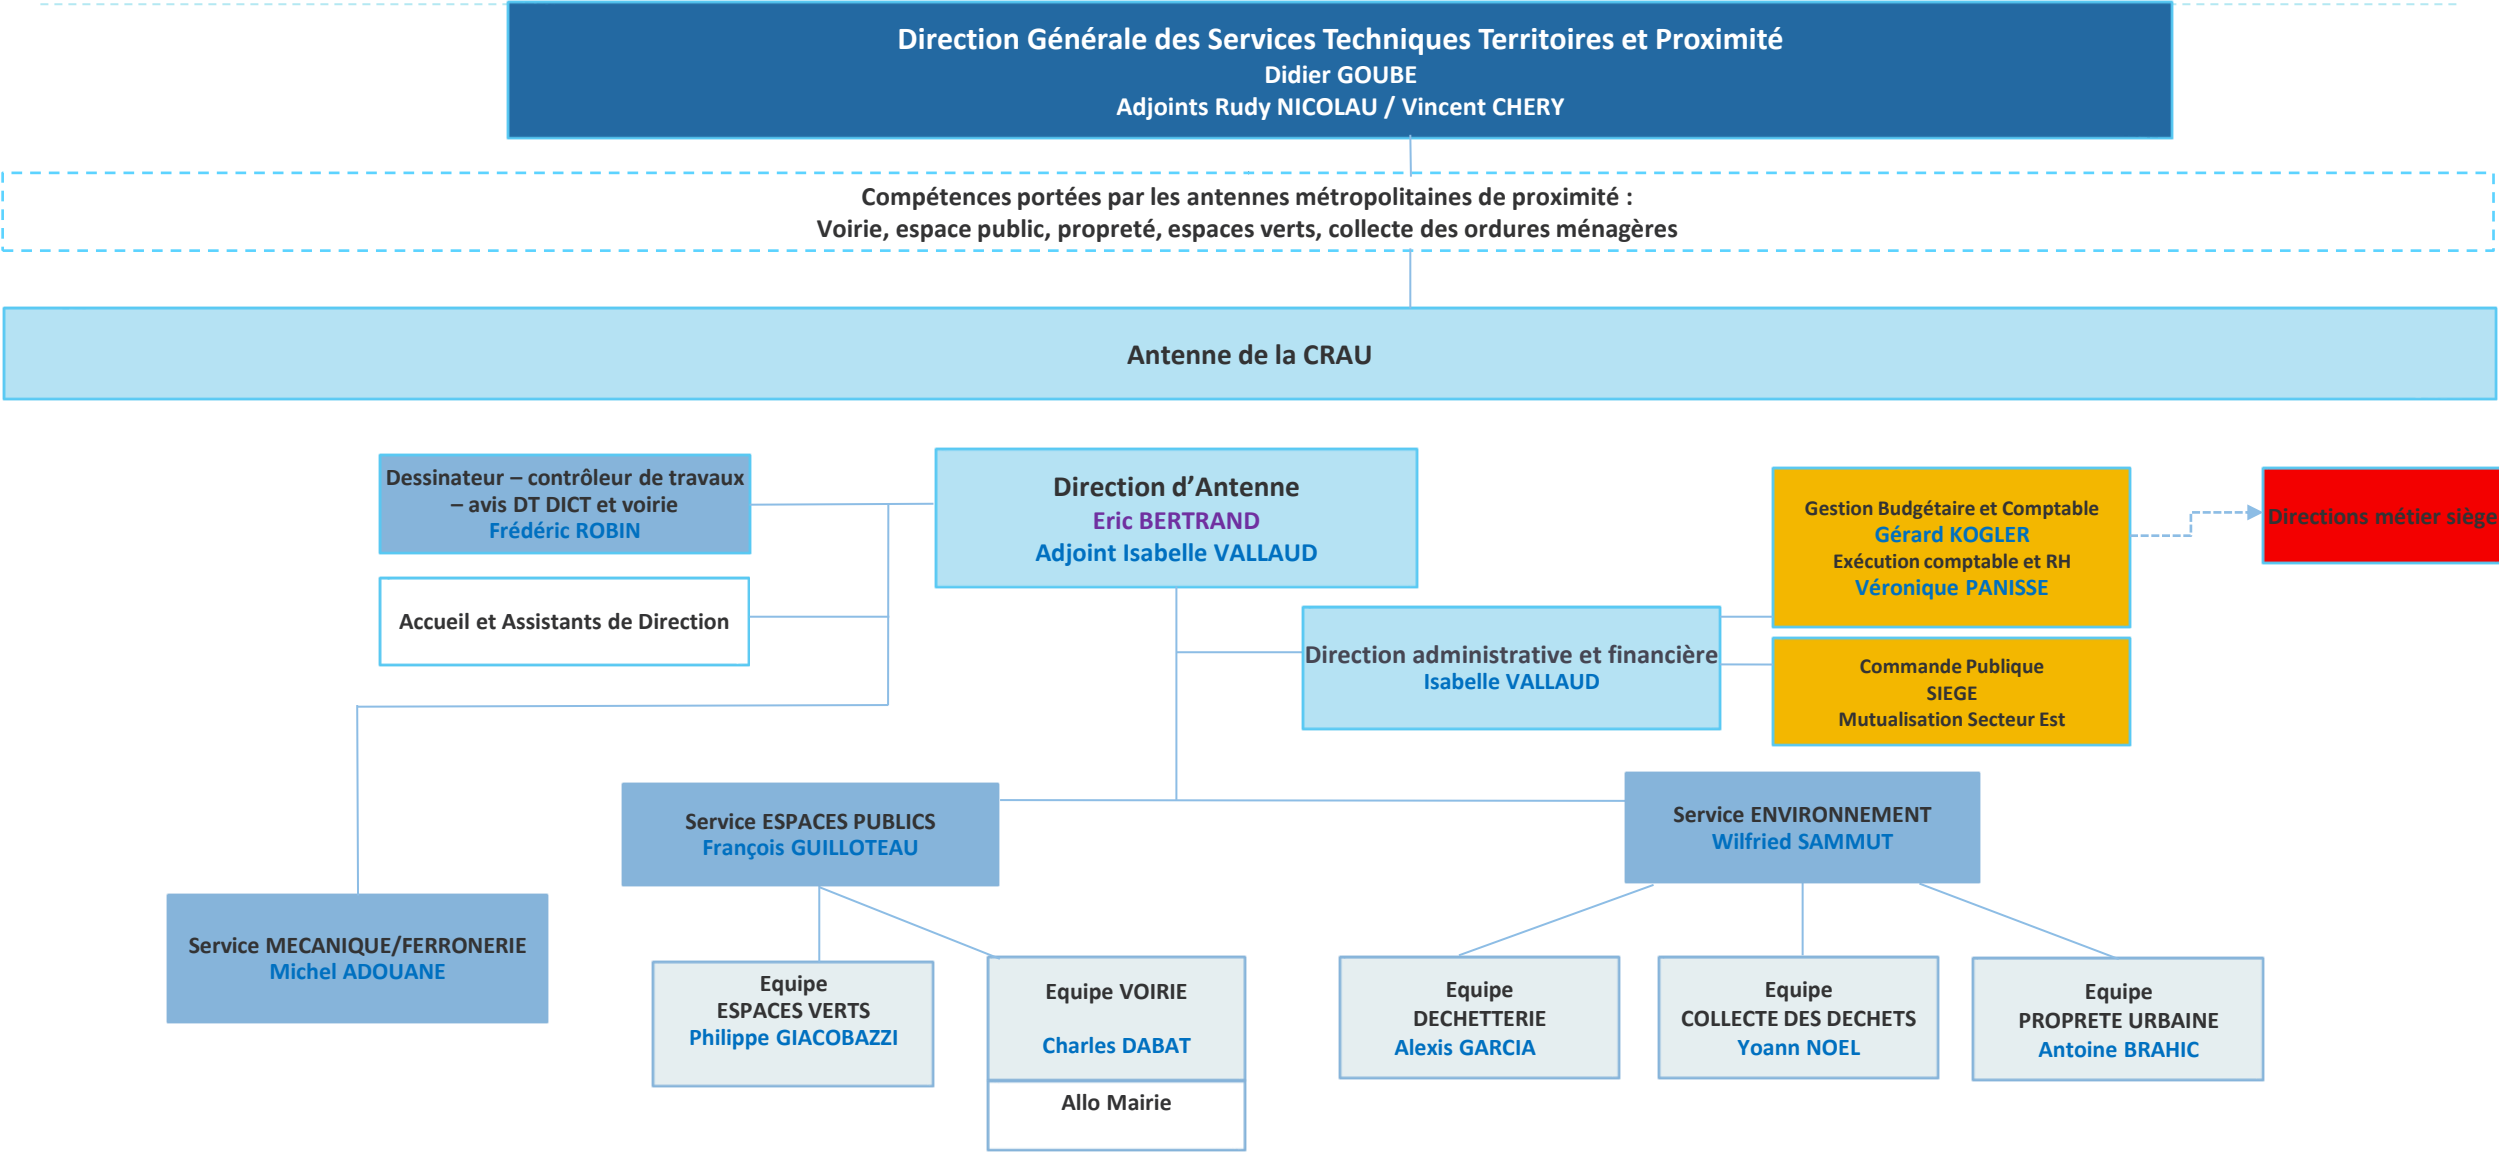 Direction Générale des Services Techniques Territoires et Proximité
Didier GOUBE
Adjoints Rudy NICOLAU / Vincent CHERY
Compétences portées par les antennes métropolitaines de proximité :
Voirie, espace public, propreté, espaces verts, collecte des ordures ménagères
Antenne de la CRAU
Dessinateur – contrôleur de travaux
– avis DT DICT et voirie
Frédéric ROBIN
Accueil et Assistants de Direction
Direction d’Antenne
Eric BERTRAND
Adjoint Isabelle VALLAUD
Gestion Budgétaire et Comptable
Gérard KOGLER
Exécution comptable et RH
Véronique PANISSE
Directions métier siège
Direction administrative et financière
Isabelle VALLAUD
Commande Publique
SIEGE
Mutualisation Secteur Est
Service ESPACES PUBLICS
François GUILLOTEAU
Service ENVIRONNEMENT
Wilfried SAMMUT
Service MECANIQUE/FERRONERIE
Michel ADOUANE
Equipe
ESPACES VERTS
Philippe GIACOBAZZI
Equipe VOIRIE
Charles DABAT
Allo Mairie
Equipe
DECHETTERIE
Alexis GARCIA
Equipe
COLLECTE DES DECHETS
Yoann NOEL
Equipe
PROPRETE URBAINE
Antoine BRAHIC